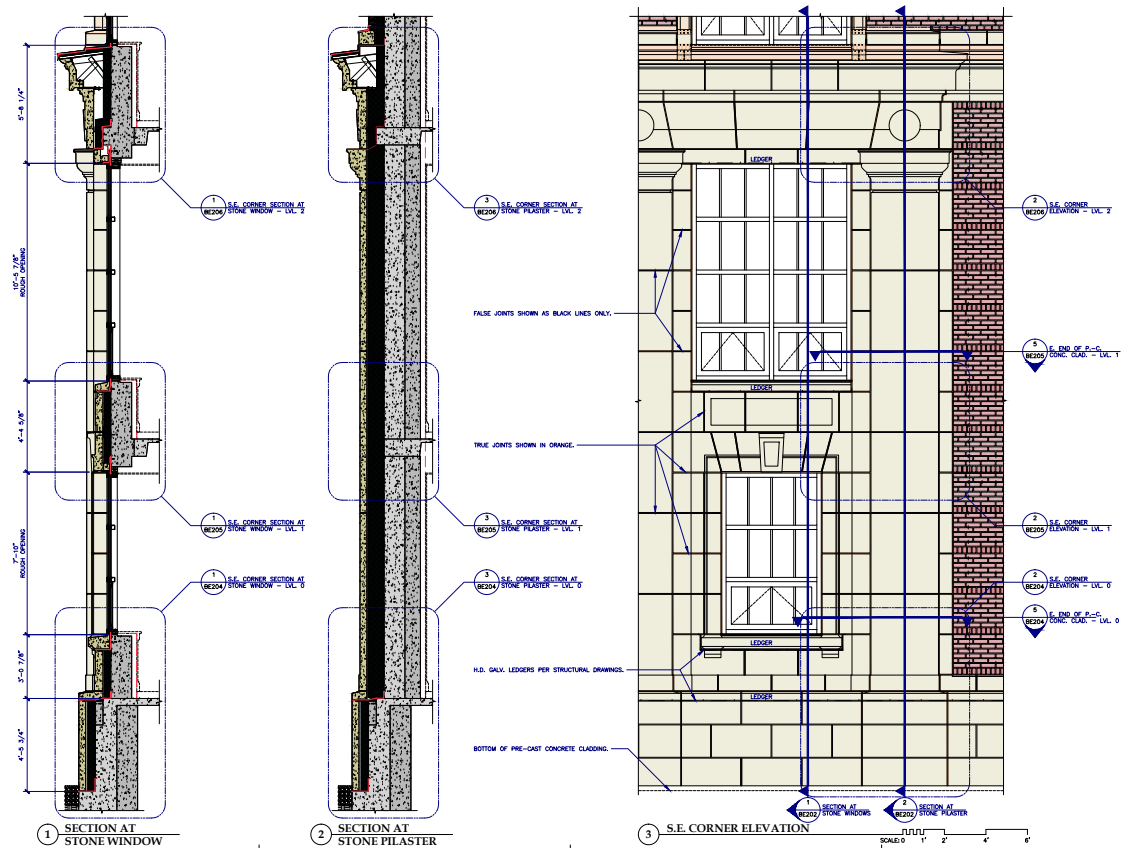 5'-8 1/4"
10'-5 7/8"
ROUGH OPENING
4'-4 5/8"
7'-10"
ROUGH OPENING
3'-0 7/8"
4'-5 3/4"
1
BE206
S.E. CORNER SECTION AT
STONE WINDOW - LVL. 2
1
BE205
S.E. CORNER SECTION AT
STONE WINDOW - LVL. 1
1
BE204
S.E. CORNER SECTION AT
STONE WINDOW - LVL. 0
1
SECTION AT
STONE WINDOW
3
BE206
S.E. CORNER SECTION AT
STONE PILASTER - LVL. 2
3
BE205
S.E. CORNER SECTION AT
STONE PILASTER - LVL. 1
3
BE204
S.E. CORNER SECTION AT
STONE PILASTER - LVL. 0
2
SECTION AT
STONE PILASTER
FALSE JOINTS SHOWN AS BLACK LINES ONLY.
TRUE JOINTS SHOWN IN ORANGE.
H.D. GALV. LEDGERS PER STRUCTURAL DRAWINGS.
BOTTOM OF PRE-CAST CONCRETE CLADDING.
LEDGER
LEDGER
LEDGER
LEDGER
2
BE206
S.E. CORNER
ELEVATION - LVL. 2
5
BE205
E. END OF P.-C.
CONC. CLAD. - LVL. 1
2
BE205
S.E. CORNER
ELEVATION - LVL. 1
2
BE204
S.E. CORNER
ELEVATION - LVL. 0
5
BE204
E. END OF P.-C.
CONC. CLAD. - LVL. 0
1
BE202
SECTION AT
STONE WINDOWS
2
BE202
SECTION AT
STONE PILASTER
3
S.E. CORNER ELEVATION
SCALE: 0 1' 2' 4' 6'